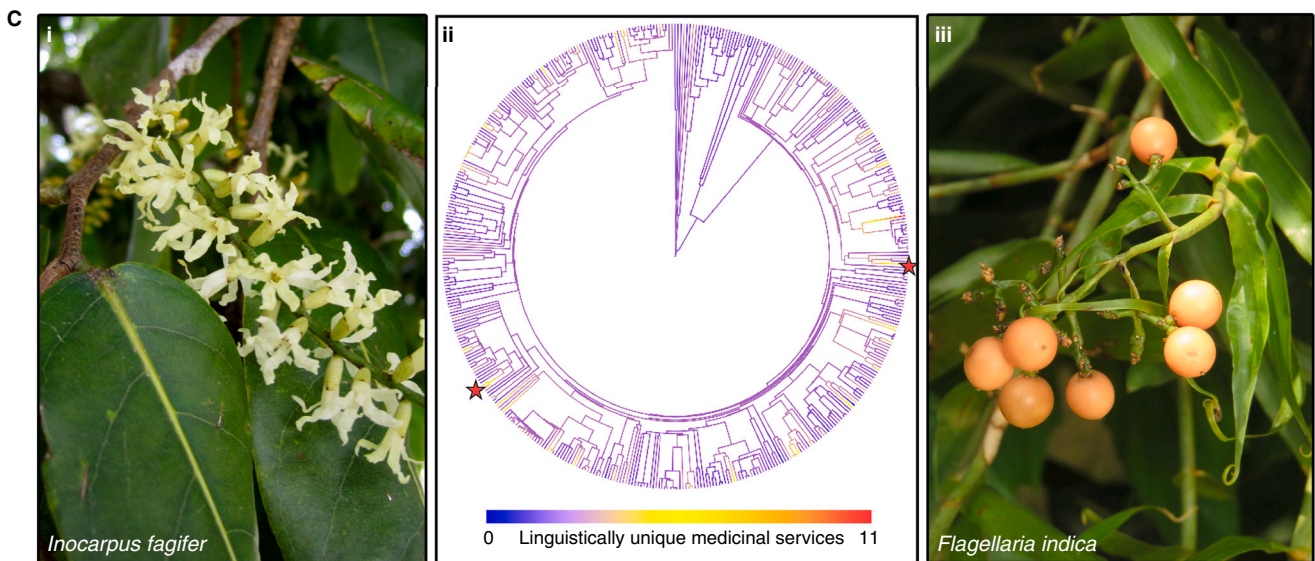 C
i
ii
iii
Inocarpus fagifer
0 Linguistically unique medicinal services 11
Flagellaria indica